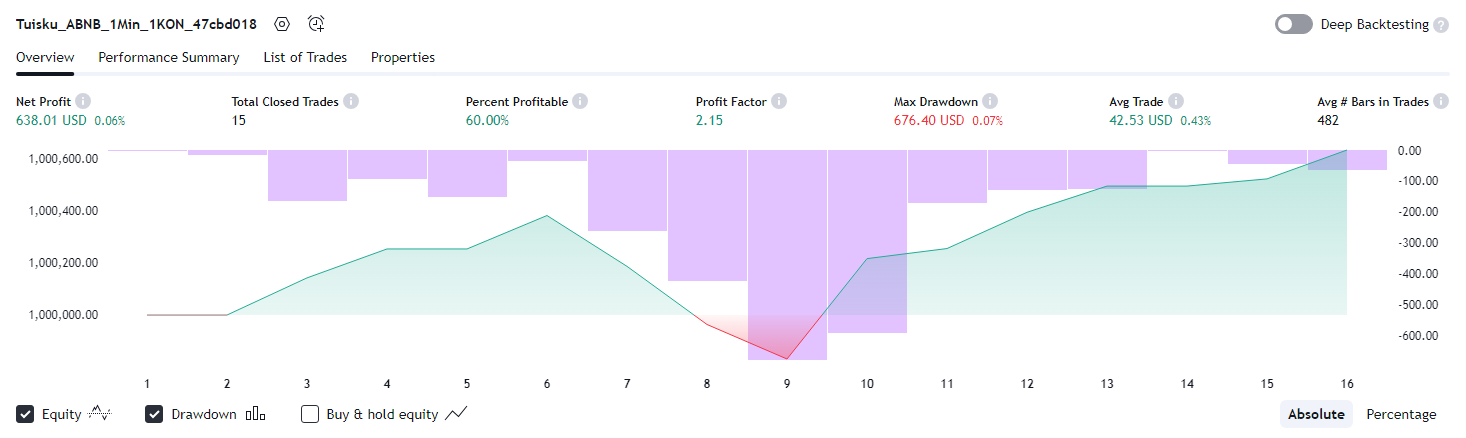 Tuisku_ABNB_1Min_1KON_47cbd018
Deep Backtesting
Overview Performance Summary List of Trades Properties
Net Profit Total Closed Trades Percent Profitable Profit Factor Max Drawdown Avg Trade Avg # Bars in Trades
638.01 USD 0.06% 15 60.00% 2.15 676.40 USD 0.07% 42.53 USD 0.43% 482
1,000,600.00
1,000,400.00
1,000,200.00
1,000,000.00
0.00
-100.00
-200.00
-300.00
-400.00
-500.00
-600.00
1 2 3 4 5 6 7 8 9 10 11 12 13 14 15 16
Equity Drawdown Buy & hold equity Absolute Percentage